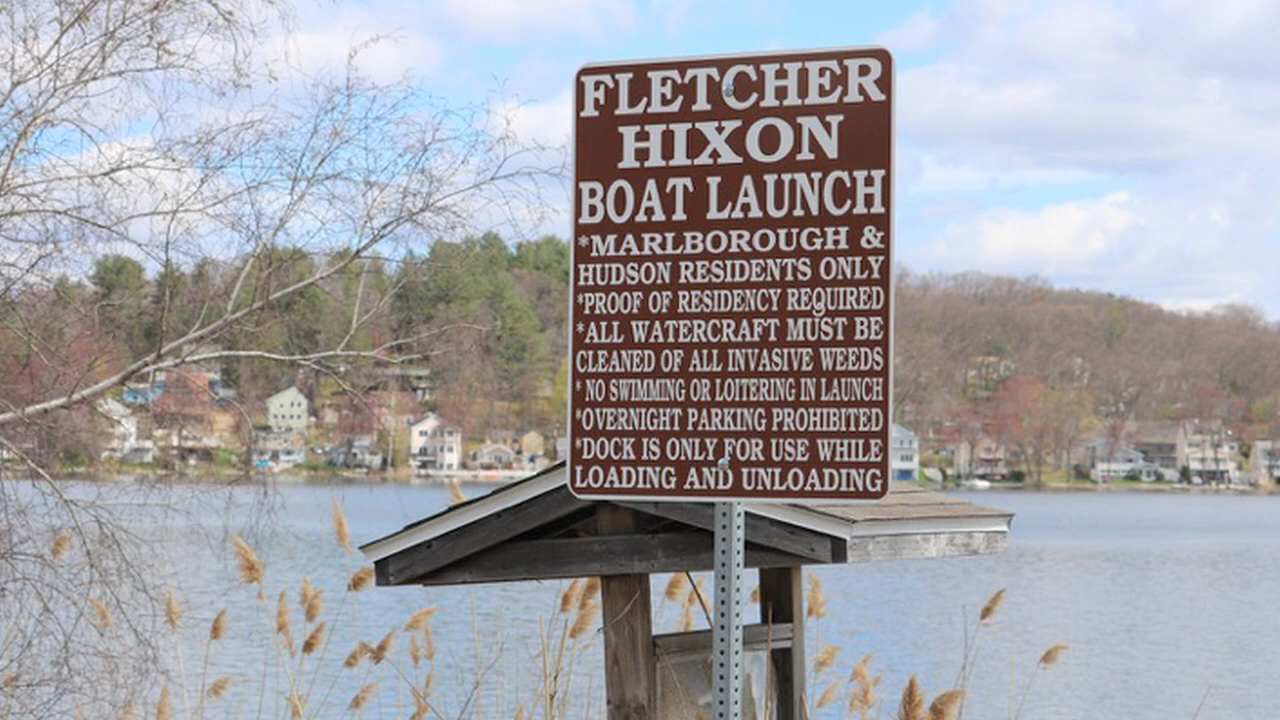 FLETCHER
HIXON
BOAT LAUNCH
*MARLBOROUGH &
HUDSON RESIDENTS ONLY
*PROOF OF RESIDENCY REQUIRED
*ALL WATERCRAFT MUST BE
CLEANED OF ALL INVASIVE WEEDS
* NO SWIMMING OR LOITERING IN LAUNCH
*OVERNIGHT PARKING PROHIBITED
*DOCK IS ONLY FOR USE WHILE
LOADING AND UNLOADING